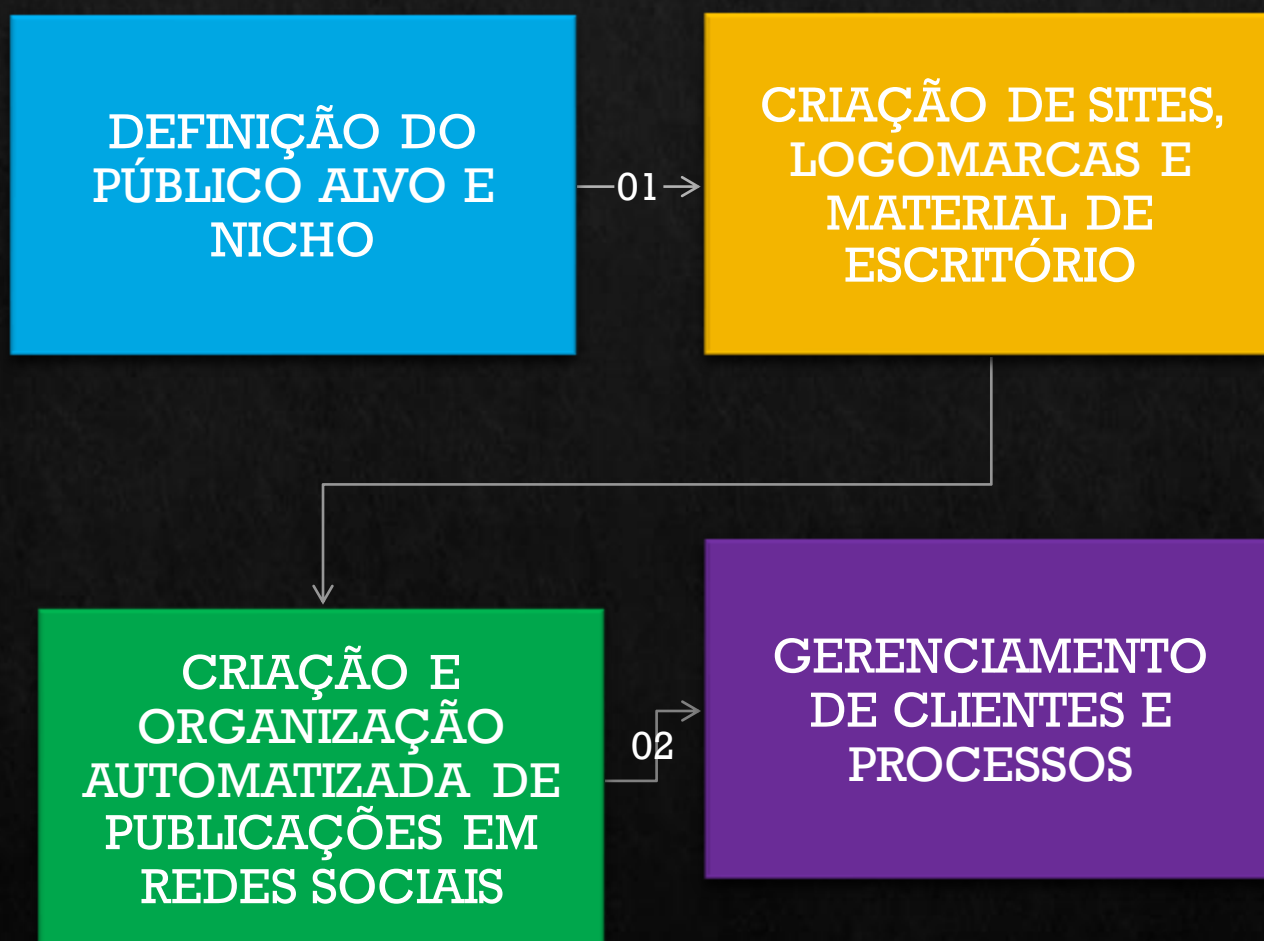 DEFINIÇÃO DO
PÚBLICO ALVO E
NICHO
01
CRIAÇÃO DE SITES,
LOGOMARCAS E
MATERIAL DE
ESCRITÓRIO
CRIAÇÃO E
ORGANIZAÇÃO
AUTOMATIZADA DE
PUBLICAÇÕES EM
REDES SOCIAIS
02
GERENCIAMENTO
DE CLIENTES E
PROCESSOS